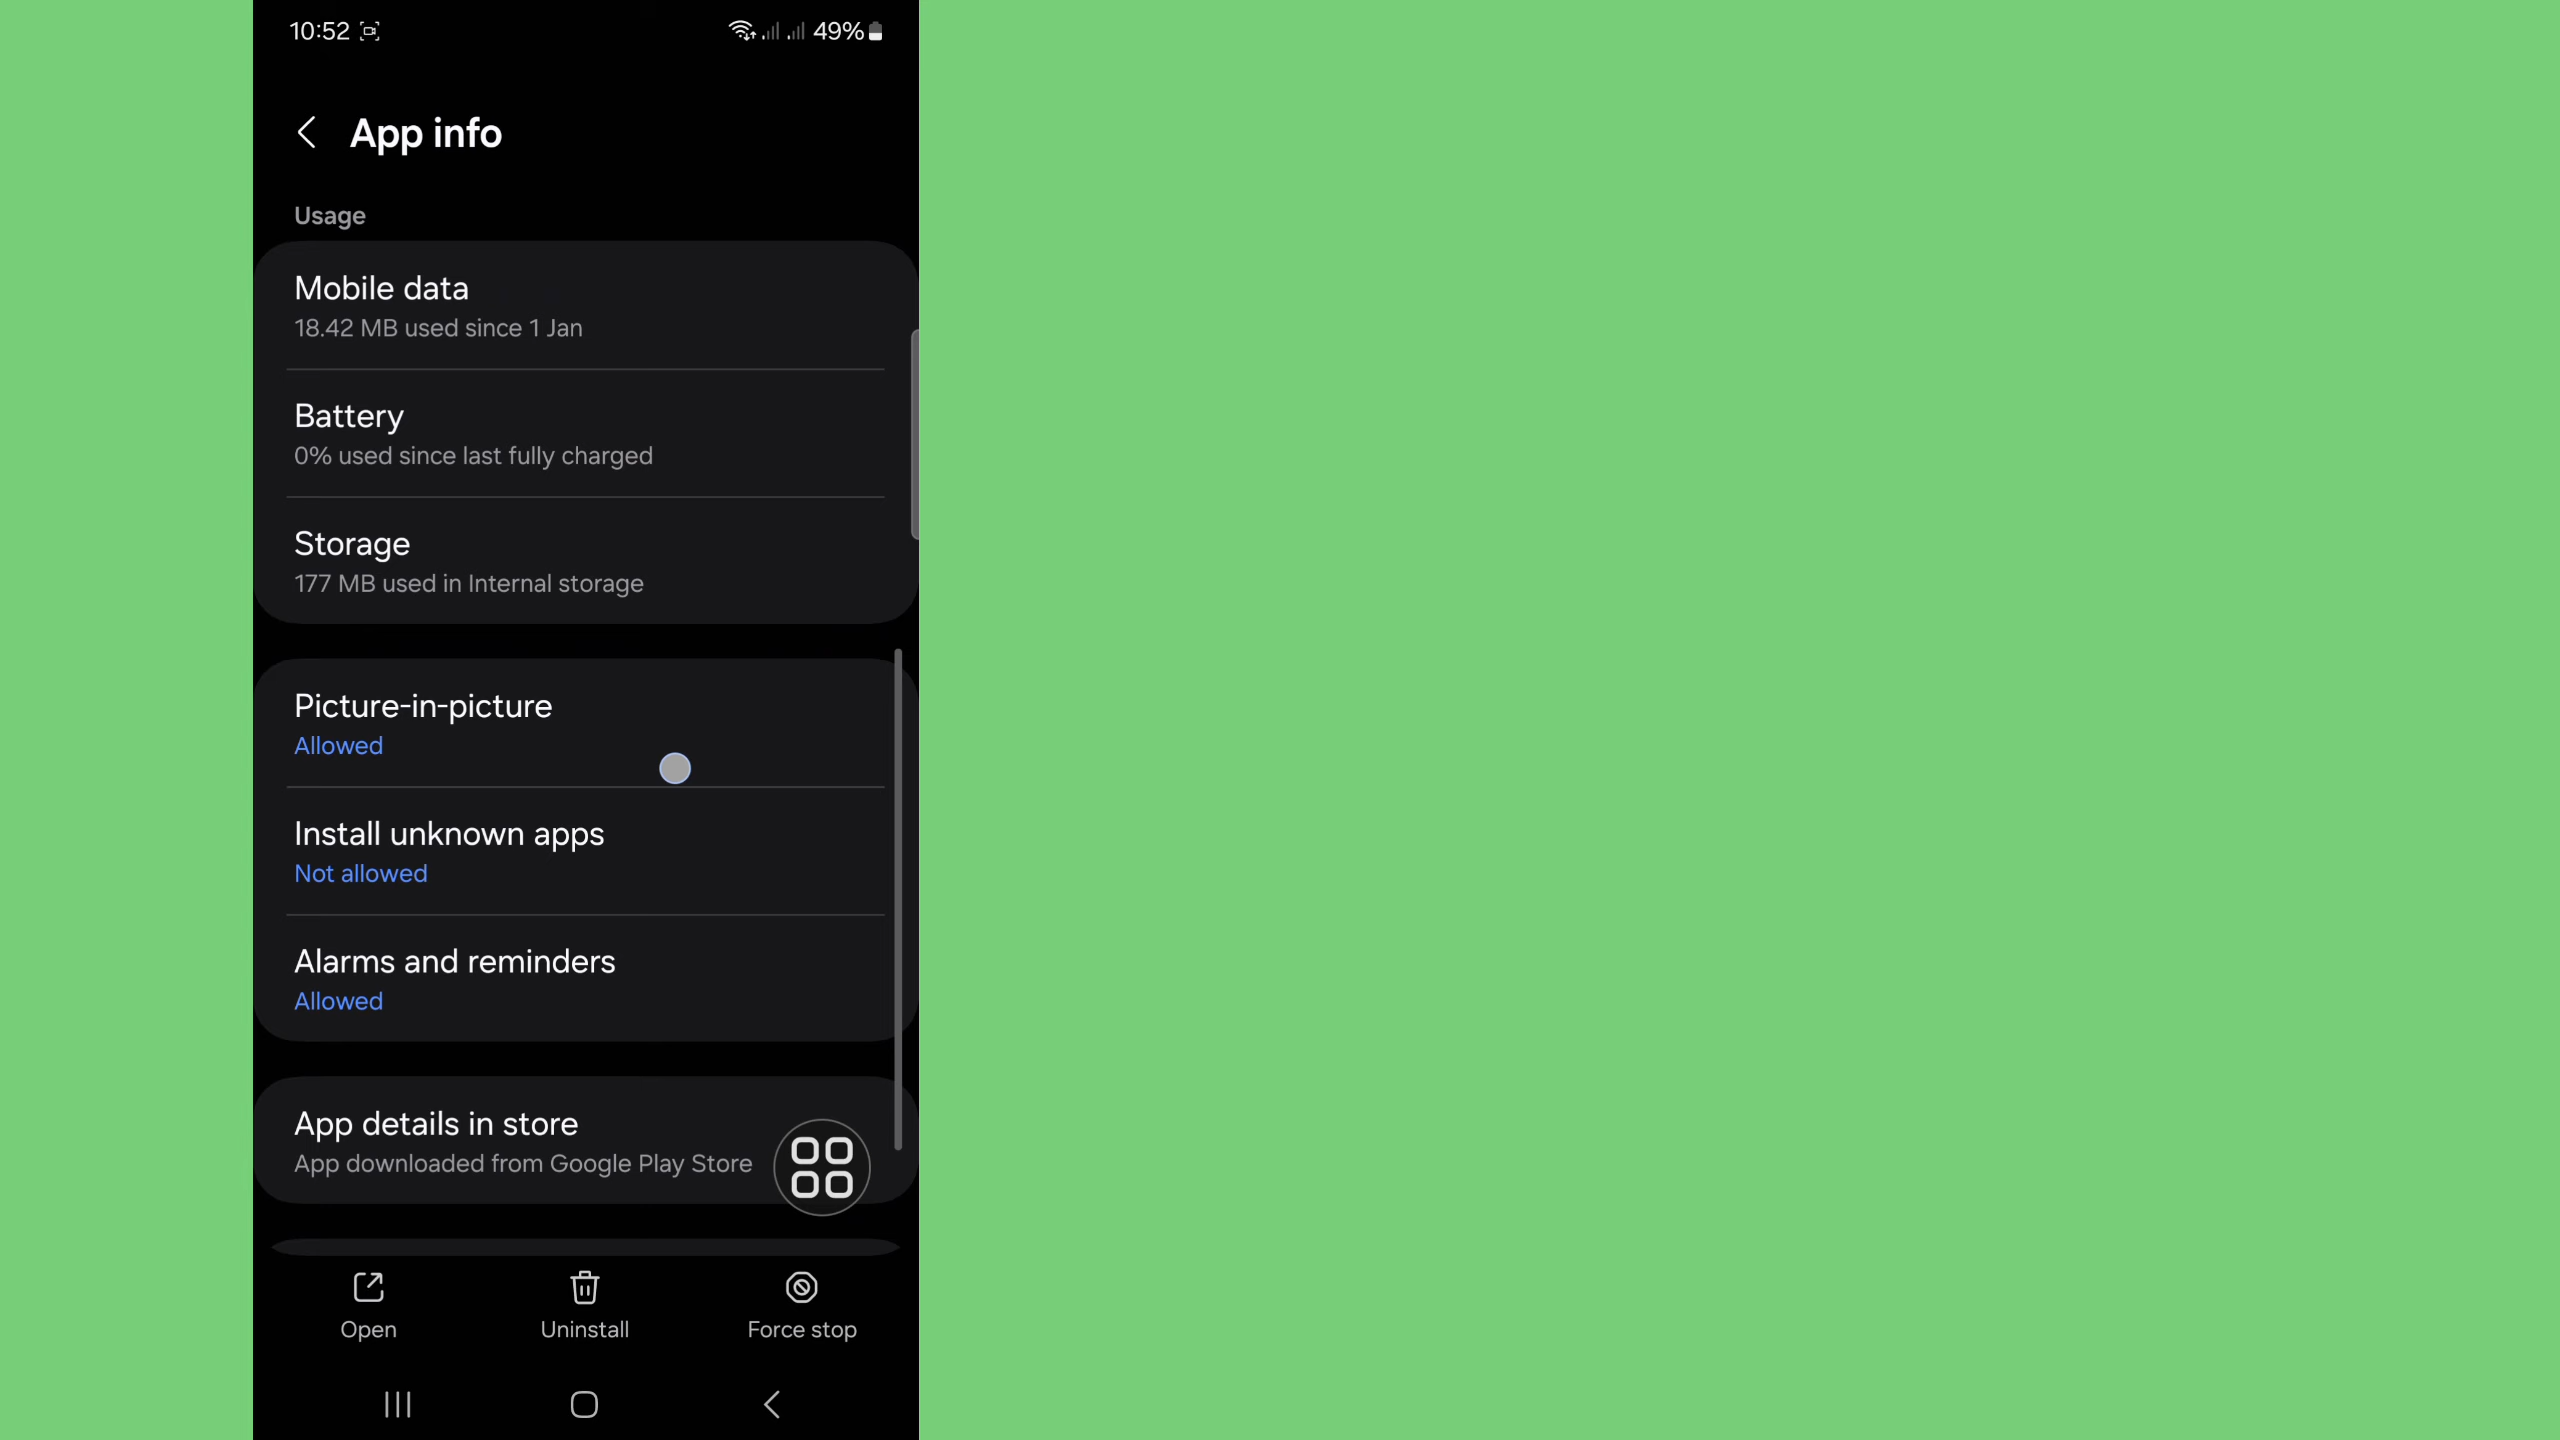 10:52 49%
App info
Usage
Mobile data
18.42 MB used since 1 Jan
Battery
0% used since last fully charged
Storage
177 MB used in Internal storage
Picture-in-picture
Allowed
Install unknown apps
Not allowed
Alarms and reminders
Allowed
App details in store
App downloaded from Google Play Store
Open Uninstall Force stop